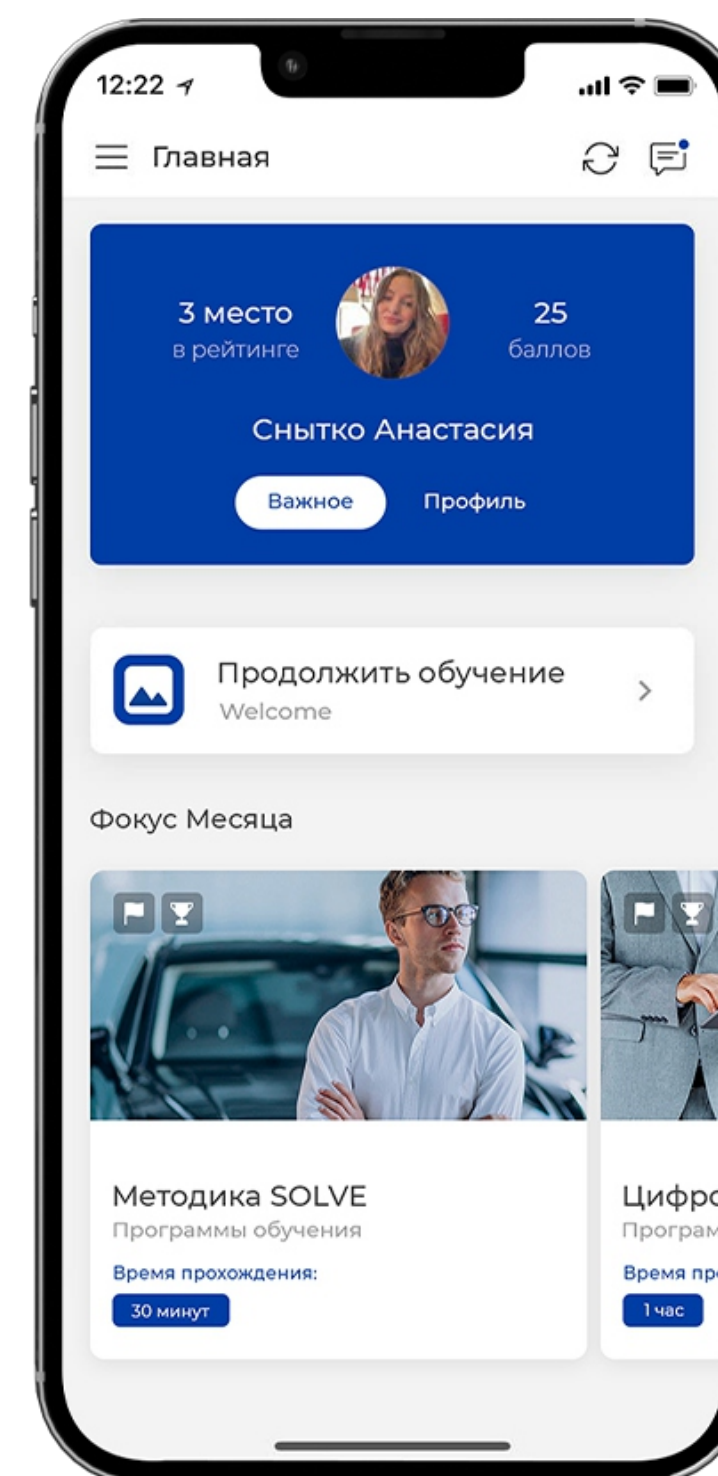 12:22
Главная
3 место
в рейтинге
25
баллов
Снытко Анастасия
Важное
Профиль
Продолжить обучение
Welcome
Фокус Месяца
Методика SOLVE
Программы обучения
Время прохождения:
30 минут
1 час